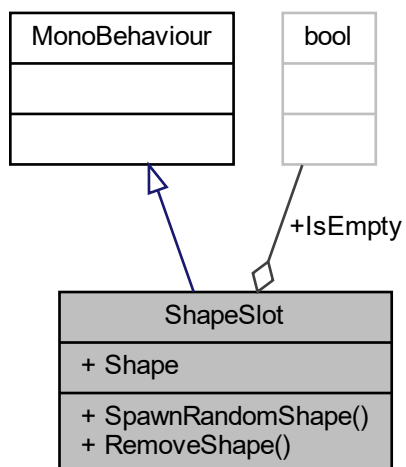 MonoBehaviour
bool
+IsEmpty
ShapeSlot
+ Shape
+ SpawnRandomShape()
+ RemoveShape()